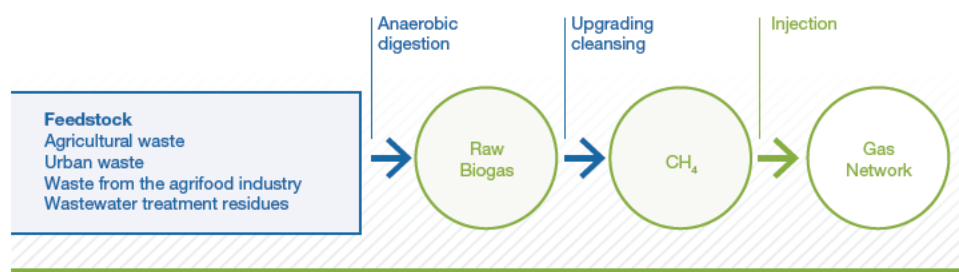 Anaerobic
digestion
Upgrading
cleansing
Injection
Feedstock
Agricultural waste
Urban waste
Waste from the agrifood industry
Wastewater treatment residues
Raw
Biogas
CH₄
Gas
Network